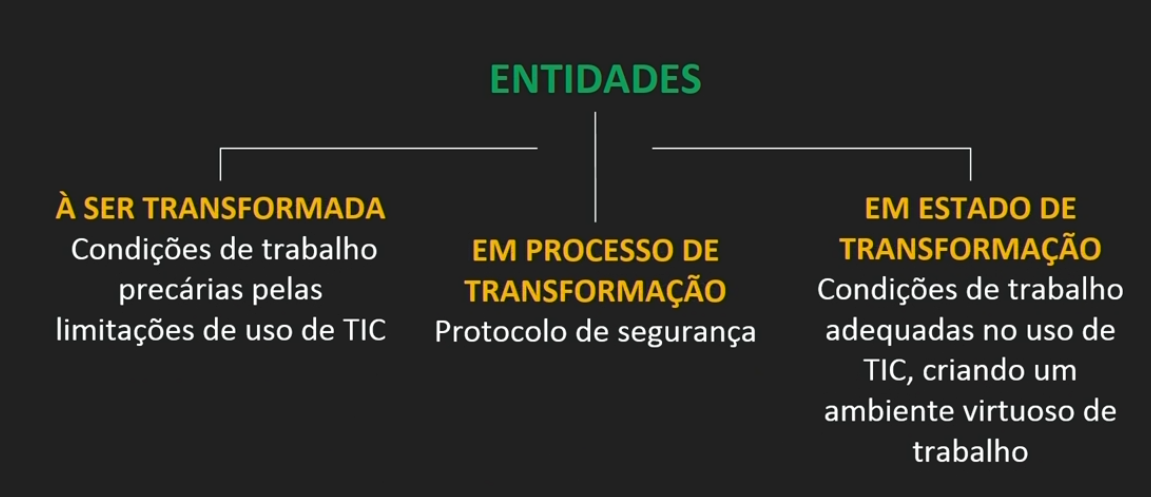 ENTIDADES
À SER TRANSFORMADA
Condições de trabalho
precárias pelas
limitações de uso de TIC
EM PROCESSO DE
TRANSFORMAÇÃO
Protocolo de segurança
EM ESTADO DE
TRANSFORMAÇÃO
Condições de trabalho
adequadas no uso de
TIC, criando um
ambiente virtuoso de
trabalho